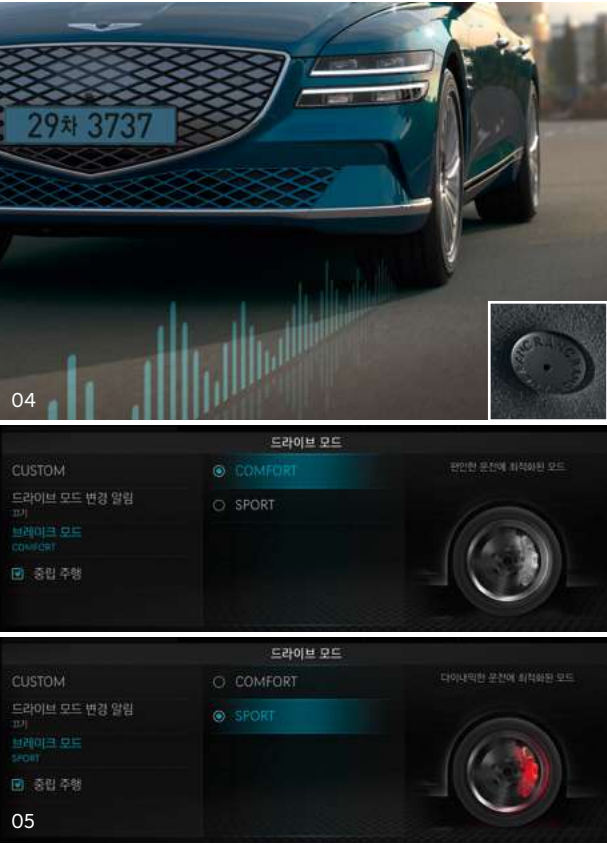 29차 3737
04
드라이브 모드
CUSTOM
드라이브 모드 변경 알림
끄기
브레이크 모드
COMFORT
중립 주행
COMFORT
SPORT
편안한 운전에 최적화된 모드
드라이브 모드
CUSTOM
드라이브 모드 변경 알림
끄기
브레이크 모드
SPORT
중립 주행
COMFORT
SPORT
다이내믹한 운전에 최적화된 모드
05